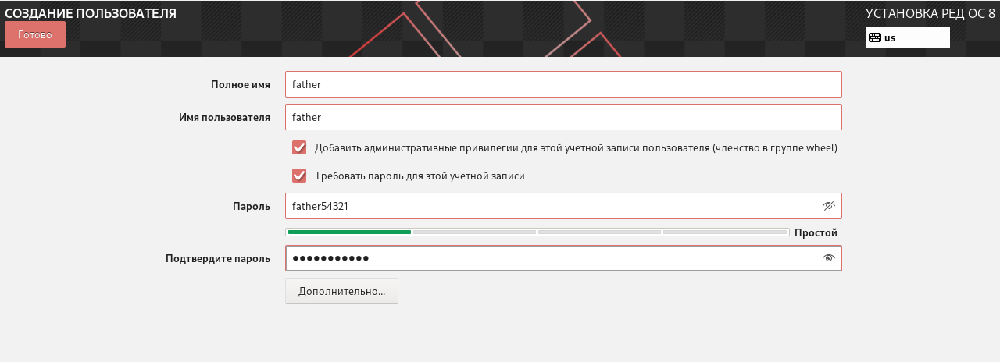 СОЗДАНИЕ ПОЛЬЗОВАТЕЛЯ
УСТАНОВКА РЕД ОС 8
Готово
us
Полное имя
father
Имя пользователя
father
Добавить административные привилегии для этой учетной записи пользователя (членство в группе wheel)
Требовать пароль для этой учетной записи
Пароль
father54321
Простой
Подтвердите пароль
●●●●●●●●●●●
Дополнительно...